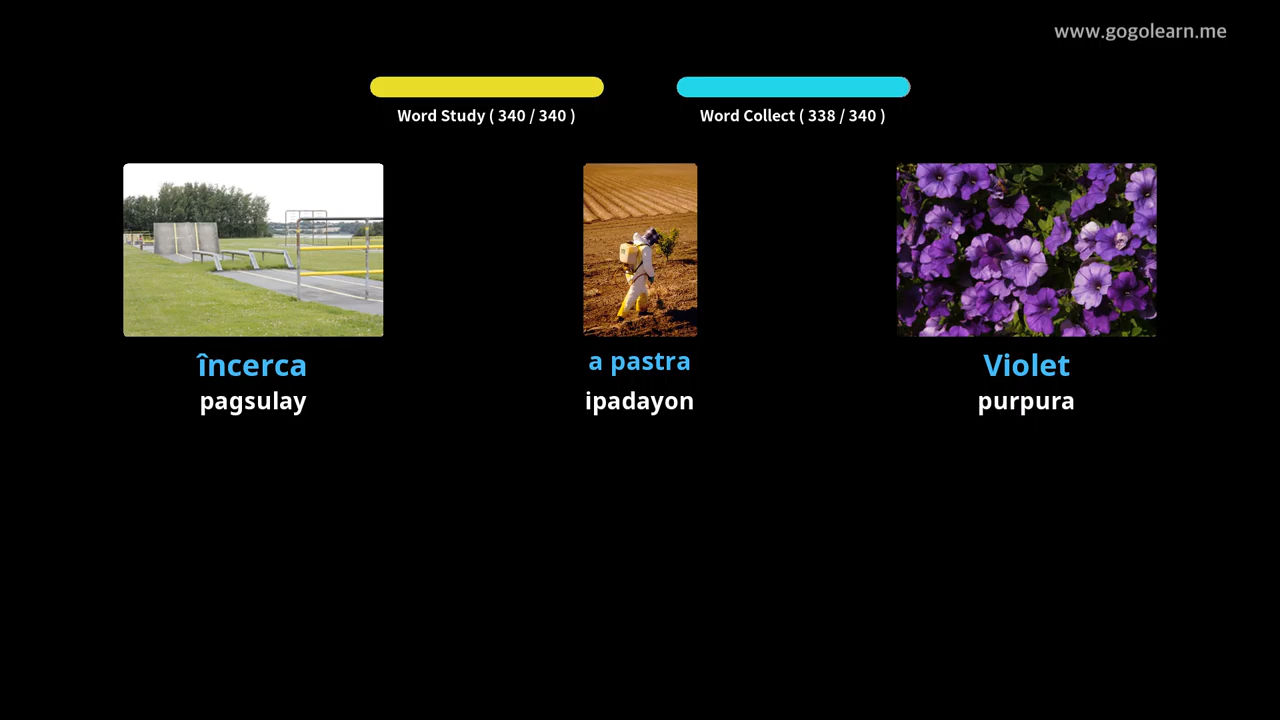 www.gogolearn.me
Word Study ( 340 / 340 )
Word Collect ( 338 / 340 )
încerca
pagsulay
a pastra
ipadayon
Violet
purpura